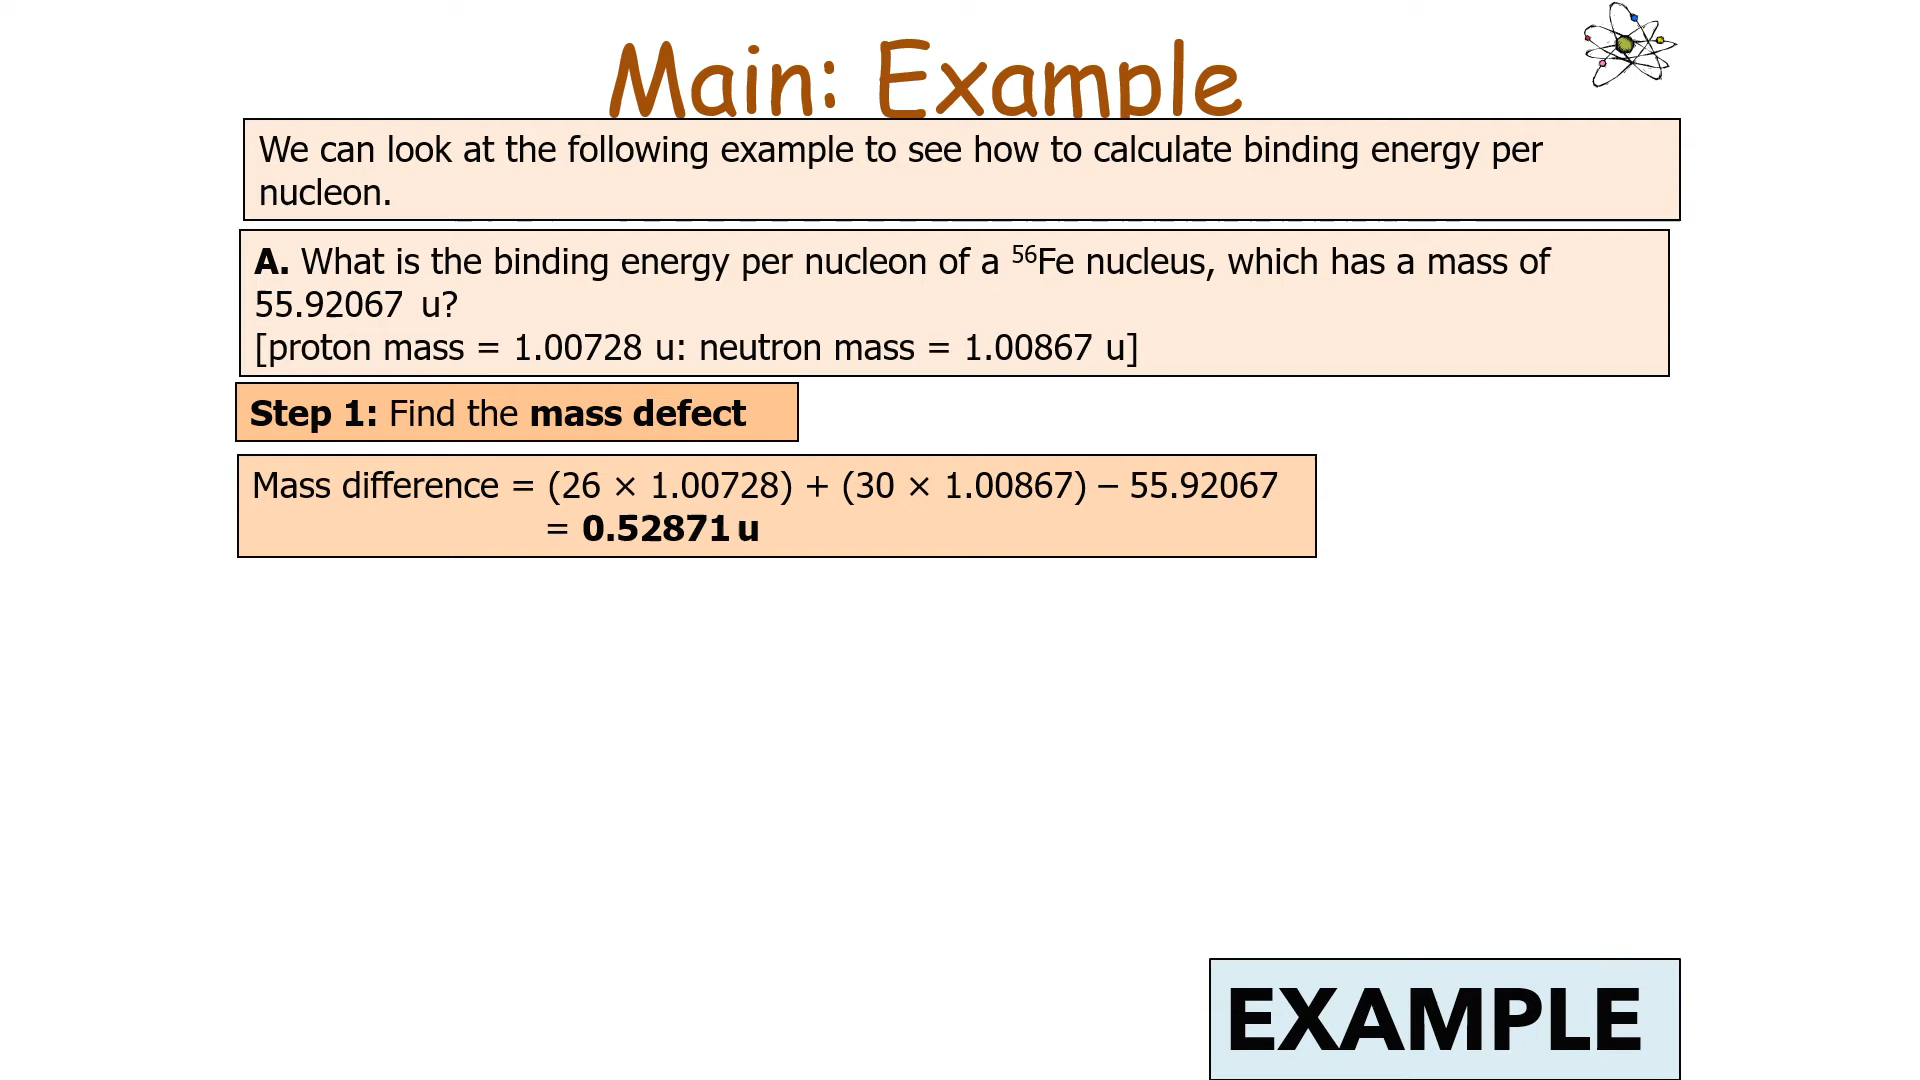 Main: Example
We can look at the following example to see how to calculate binding energy per
nucleon.
A. What is the binding energy per nucleon of a ⁵⁶Fe nucleus, which has a mass of
55.92067 u?
[proton mass = 1.00728 u: neutron mass = 1.00867 u]
Step 1: Find the mass defect
Mass difference = (26 × 1.00728) + (30 × 1.00867) – 55.92067
= 0.52871 u
EXAMPLE